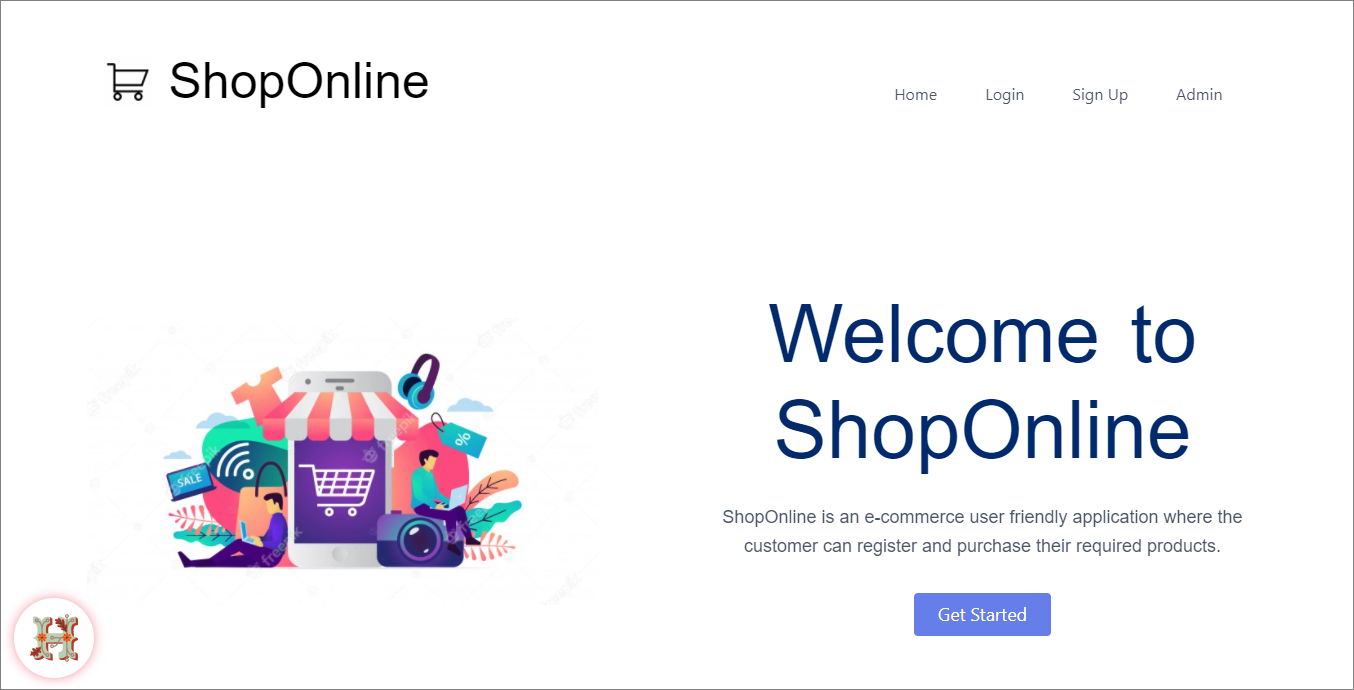 ShopOnline
Home Login Sign Up Admin
Welcome to
ShopOnline
ShopOnline is an e-commerce user friendly application where the
customer can register and purchase their required products.
Get Started
%
SALE
H